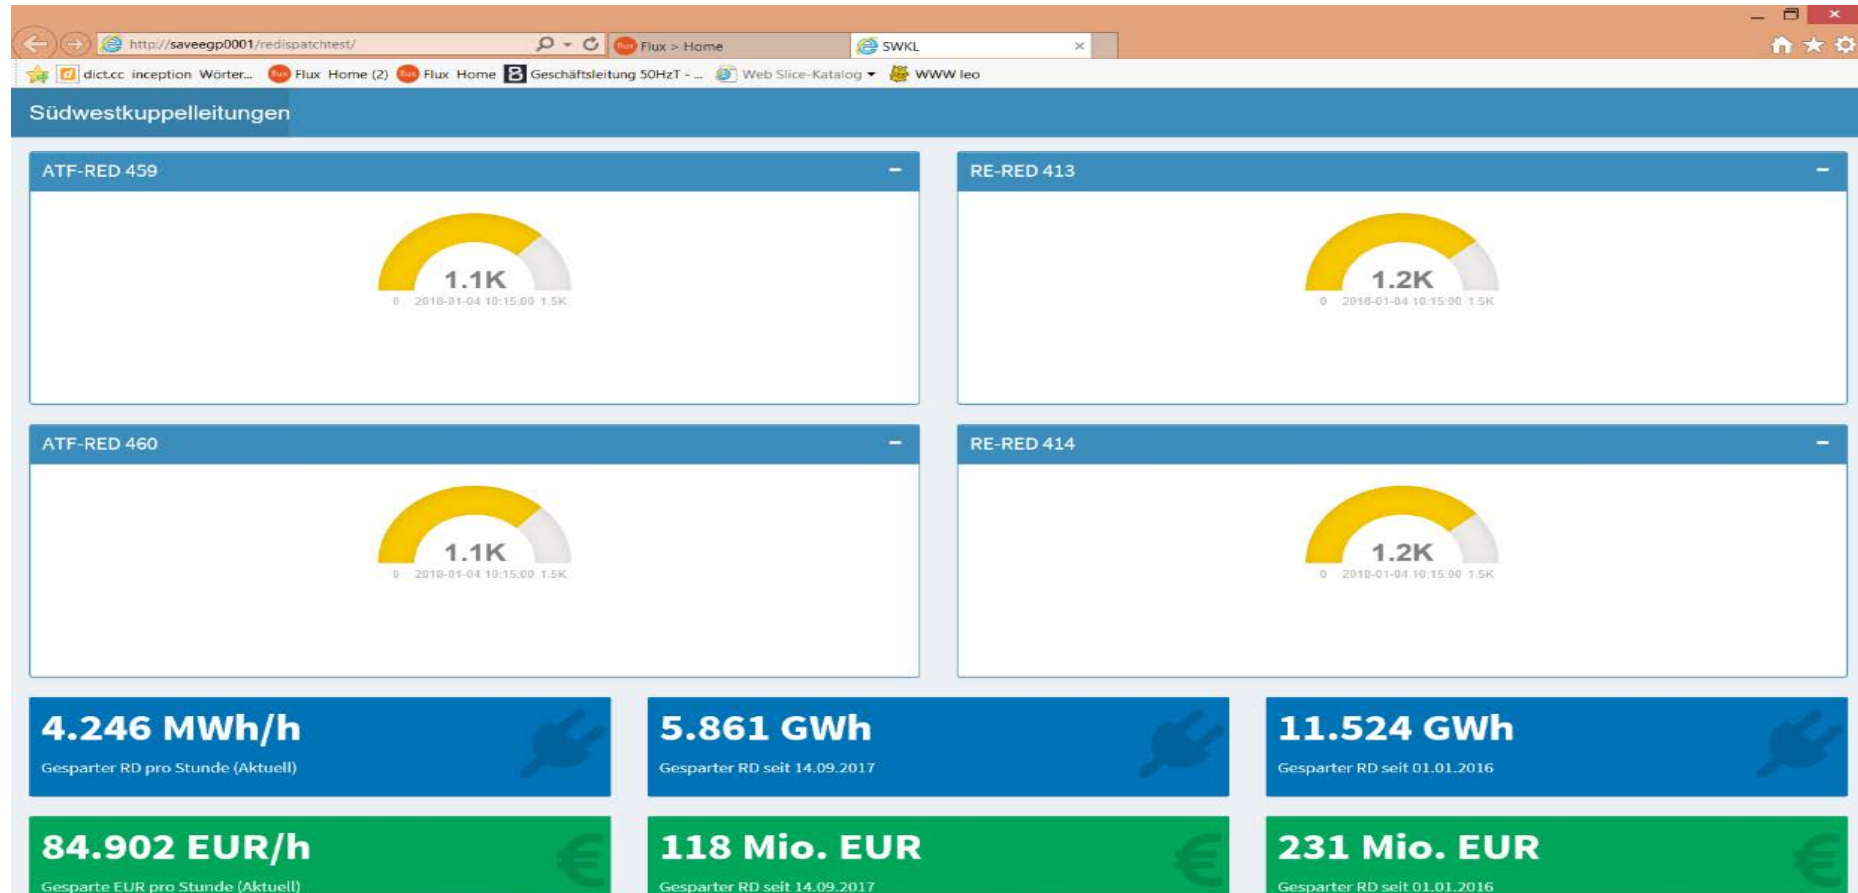 http://saveegp0001/redispatchtest/
Flux > Home
SWKL
dict.cc inception Wörter...
Flux Home (2)
Flux Home
Geschäftsleitung 50HzT - ...
Web Slice-Katalog
WWW leo
Südwestkuppelleitungen
ATF-RED 459
RE-RED 413
1.1K
0 2018-01-04 10:15:00 1.5K
1.2K
0 2018-01-04 10:15:00 1.5K
ATF-RED 460
RE-RED 414
1.1K
0 2018-01-04 10:15:00 1.5K
1.2K
0 2018-01-04 10:15:00 1.5K
4.246 MWh/h
Gesparter RD pro Stunde (Aktuell)
5.861 GWh
Gesparter RD seit 14.09.2017
11.524 GWh
Gesparter RD seit 01.01.2016
84.902 EUR/h
Gesparte EUR pro Stunde (Aktuell)
118 Mio. EUR
Gesparter RD seit 14.09.2017
231 Mio. EUR
Gesparter RD seit 01.01.2016